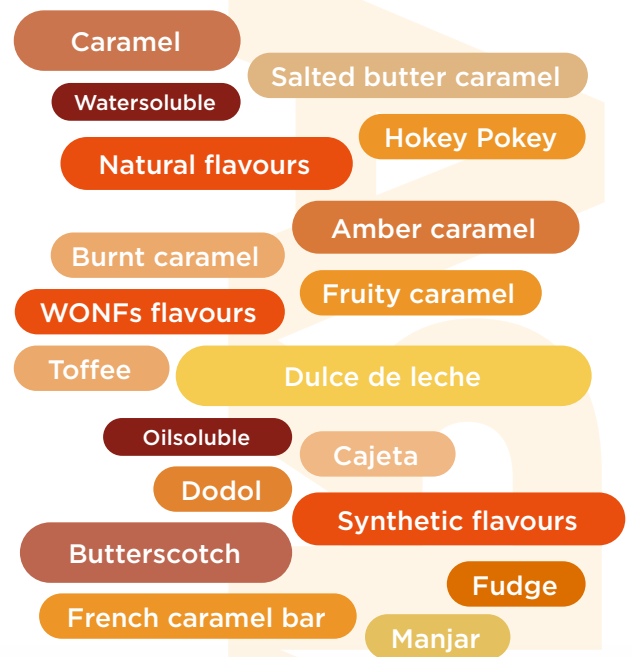 Caramel
Salted butter caramel
Watersoluble
Hokey Pokey
Natural flavours
Amber caramel
Burnt caramel
Fruity caramel
WONFs flavours
Toffee
Dulce de leche
Oilsoluble
Cajeta
Dodol
Synthetic flavours
Butterscotch
Fudge
French caramel bar
Manjar